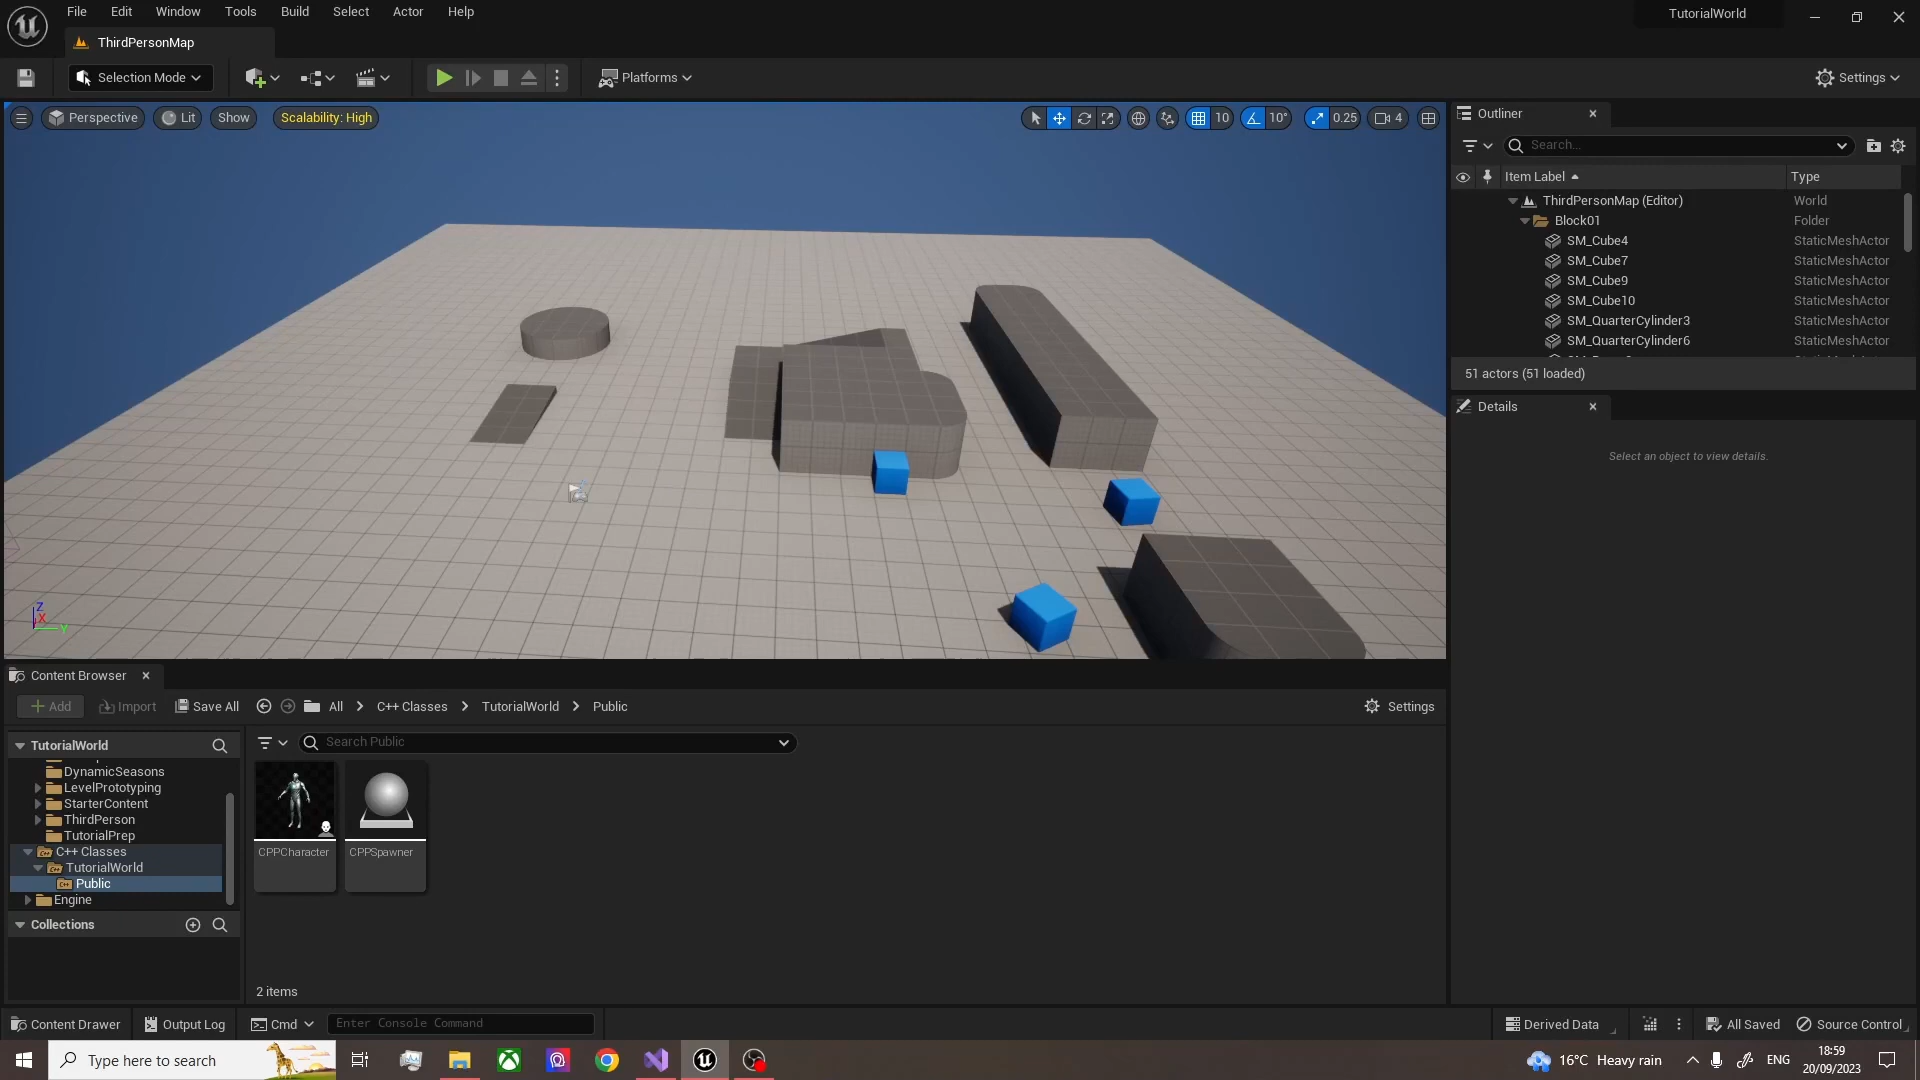 File Edit Window Tools Build Select Actor Help
TutorialWorld
ThirdPersonMap
Selection Mode
Platforms
Settings
Perspective
Lit
Show
Scalability: High
10
10°
0.25
4
Outliner
Search...
Item Label
Type
ThirdPersonMap (Editor) World
Block01 Folder
SM_Cube4 StaticMeshActor
SM_Cube7 StaticMeshActor
SM_Cube9 StaticMeshActor
SM_Cube10 StaticMeshActor
SM_QuarterCylinder3 StaticMeshActor
SM_QuarterCylinder6 StaticMeshActor
51 actors (51 loaded)
Details
Select an object to view details.
Z
X
Y
Content Browser
Add
Import
Save All
All
C++ Classes
TutorialWorld
Public
Settings
TutorialWorld
Search Public
DynamicSeasons
LevelPrototyping
StarterContent
ThirdPerson
TutorialPrep
C++ Classes
TutorialWorld
Public
Engine
CPPCharacter
CPPSpawner
Collections
2 items
Content Drawer
Output Log
Cmd
Enter Console Command
Derived Data
All Saved
Source Control
Type here to search
16°C Heavy rain
ENG
18:59
20/09/2023